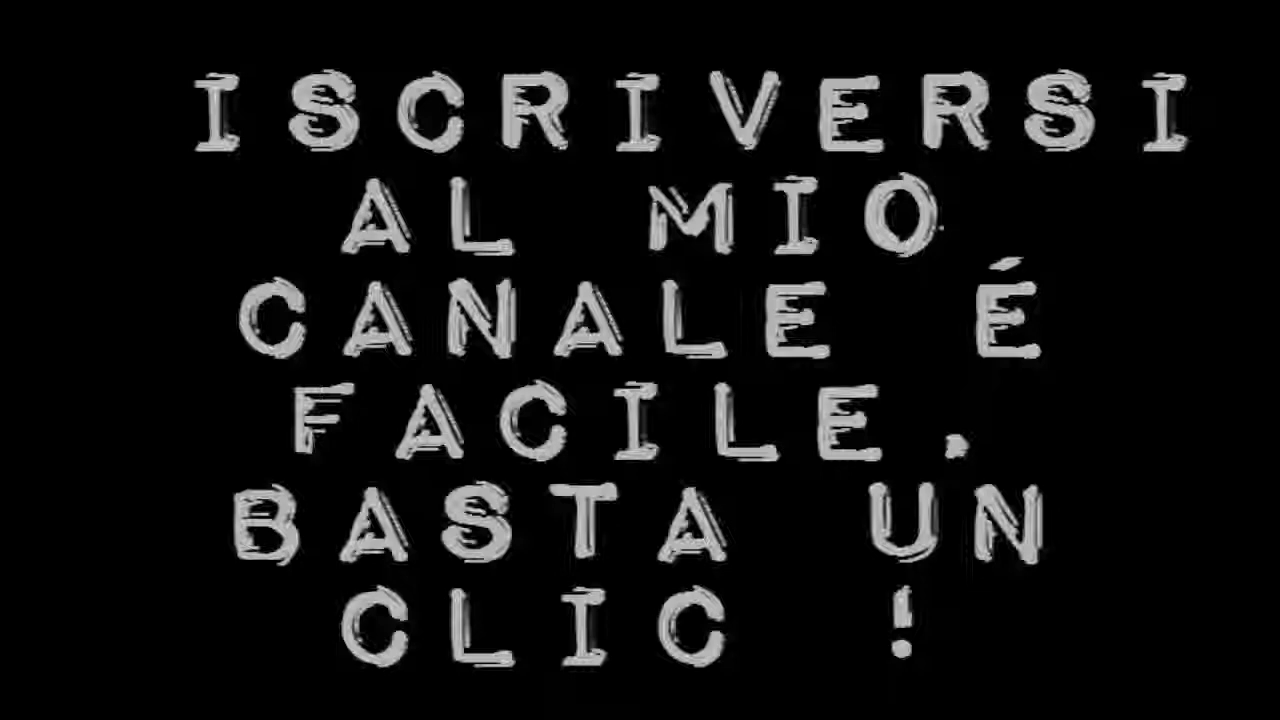 ISCRIVERSI
AL MIO
CANALE É
FACILE.
BASTA UN
CLIC !